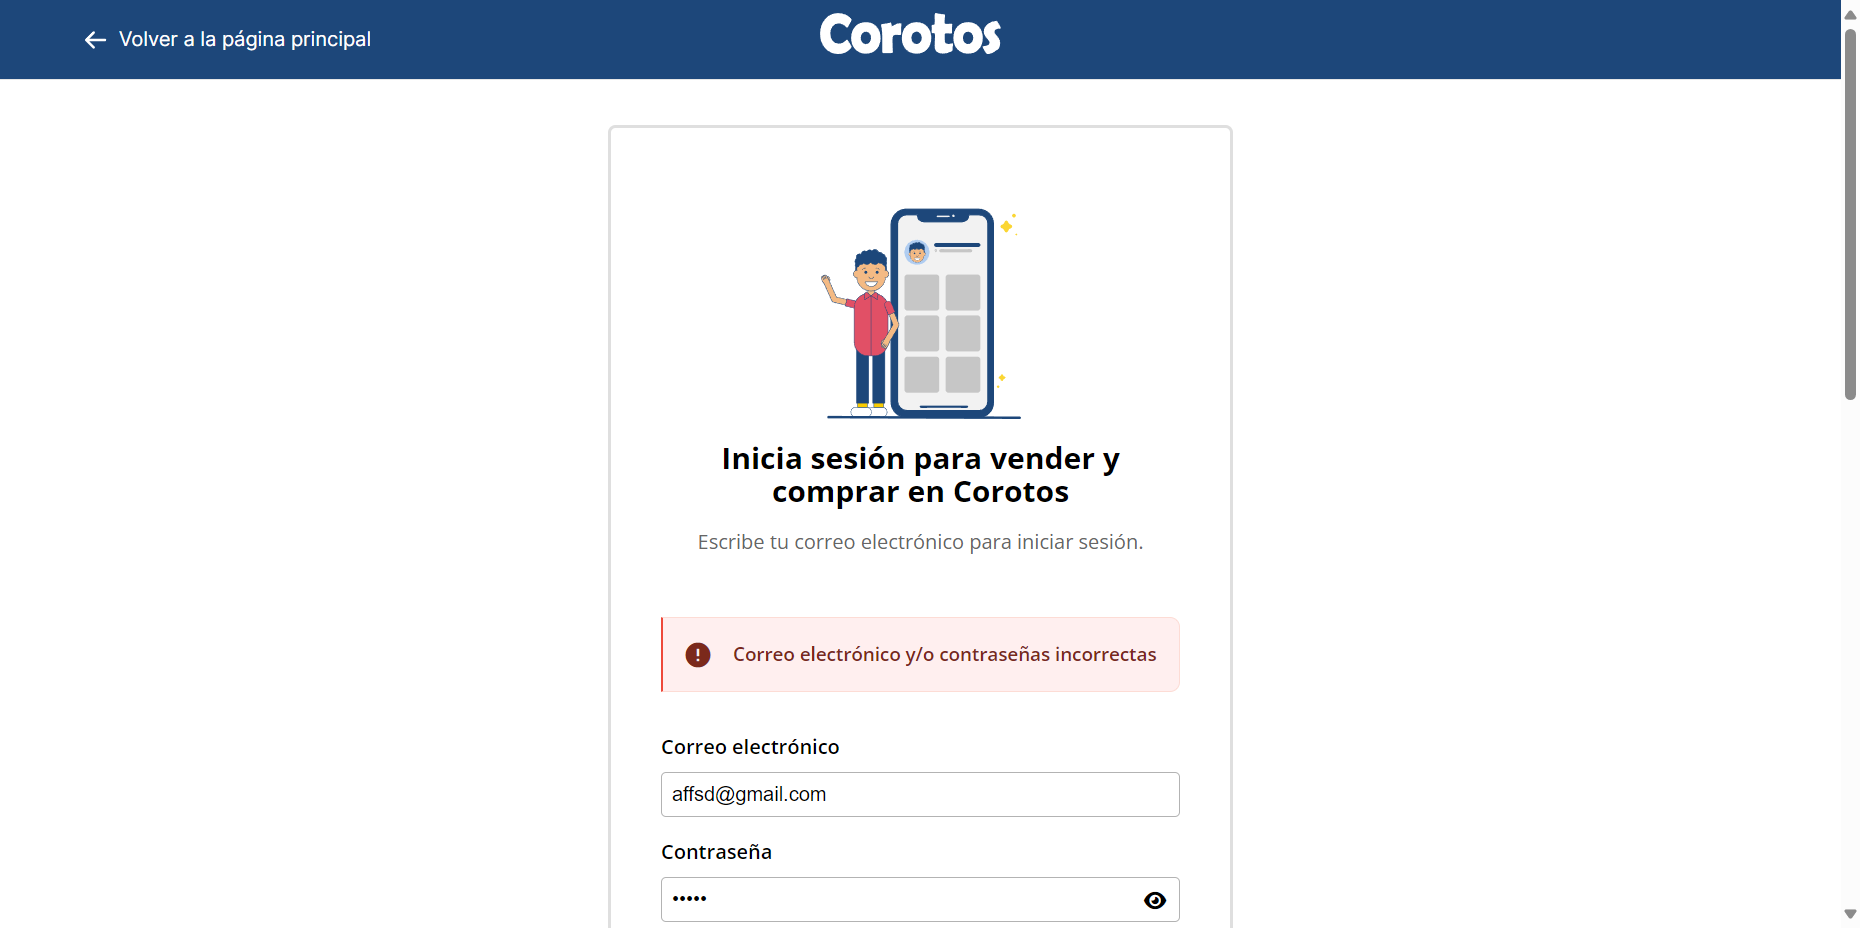 Volver a la página principal
Corotos
Inicia sesión para vender y
comprar en Corotos
Escribe tu correo electrónico para iniciar sesión.
Correo electrónico y/o contraseñas incorrectas
Correo electrónico
affsd@gmail.com
Contraseña
•••••